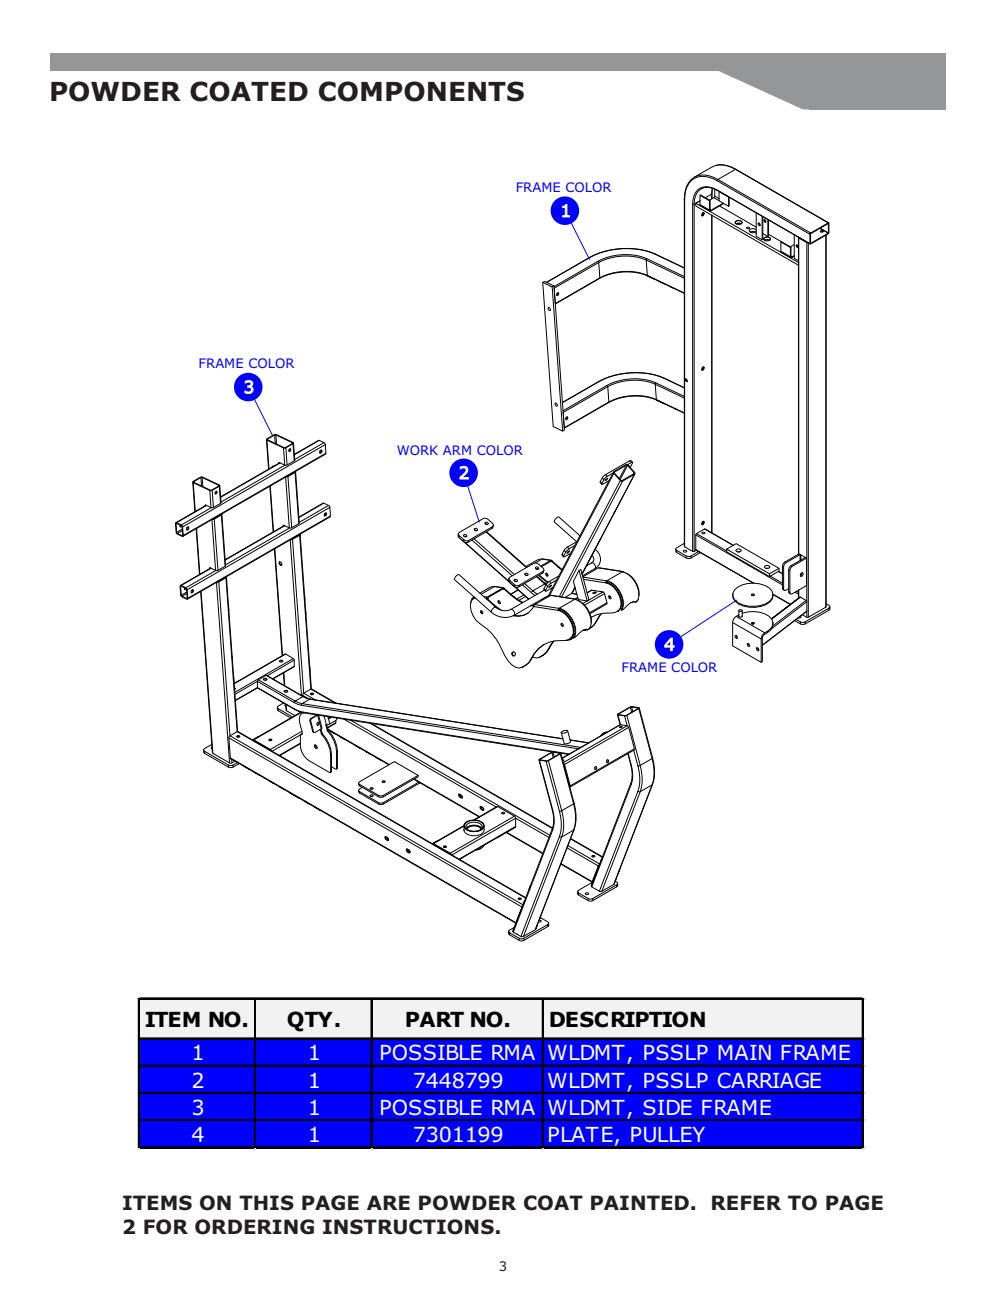 POWDER COATED COMPONENTS
FRAME COLOR
1
FRAME COLOR
3
WORK ARM COLOR
2
4
FRAME COLOR
ITEM NO. QTY. PART NO. DESCRIPTION
1 1 POSSIBLE RMA WLDMT, PSSLP MAIN FRAME
2 1 7448799 WLDMT, PSSLP CARRIAGE
3 1 POSSIBLE RMA WLDMT, SIDE FRAME
4 1 7301199 PLATE, PULLEY
ITEMS ON THIS PAGE ARE POWDER COAT PAINTED. REFER TO PAGE
2 FOR ORDERING INSTRUCTIONS.
3